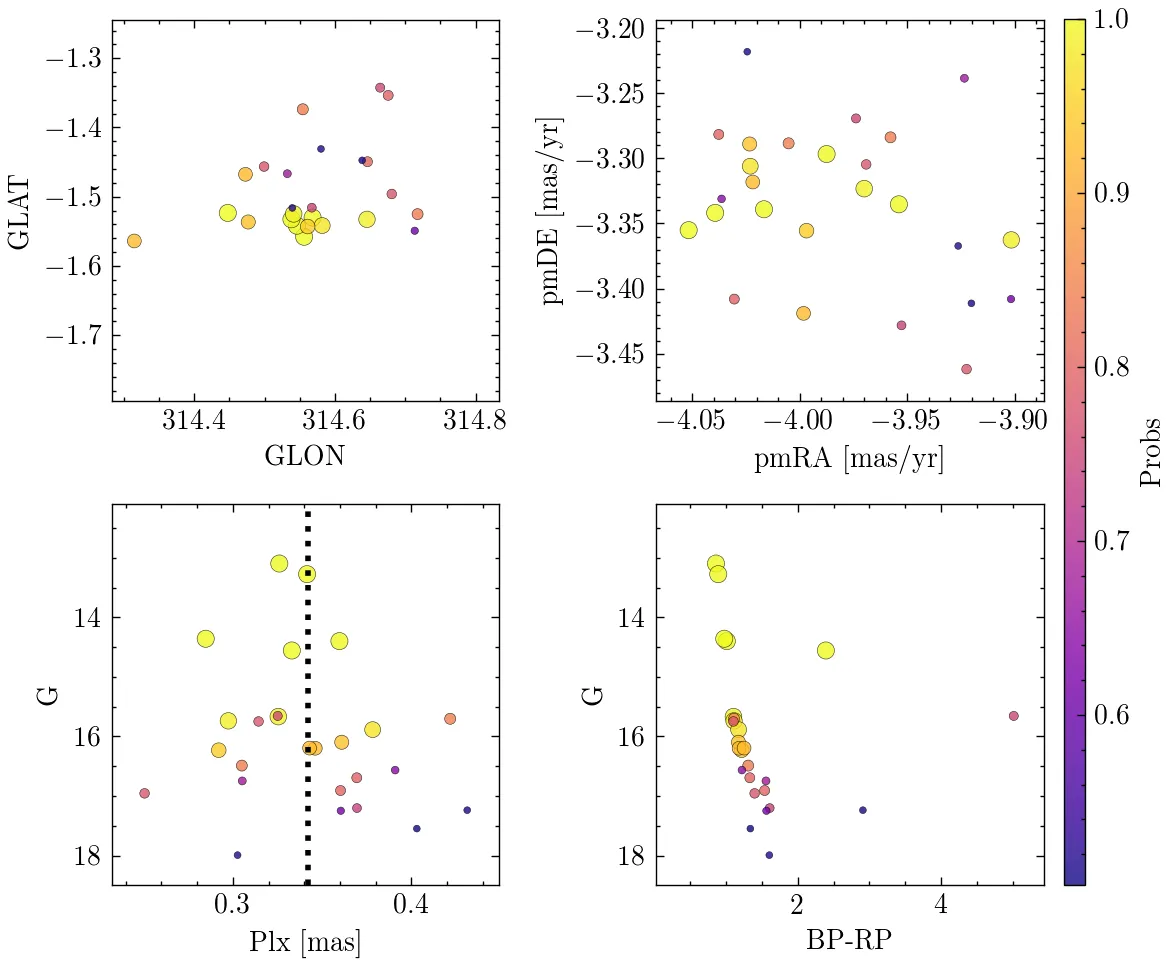 −1.3
−1.4
−1.5
−1.6
−1.7
GLAT
314.4 314.6 314.8
GLON
−3.20
−3.25
−3.30
−3.35
−3.40
−3.45
pmDE [mas/yr]
−4.05 −4.00 −3.95 −3.90
pmRA [mas/yr]
1.0
0.9
0.8
0.7
0.6
Probs
14
16
18
G
0.3 0.4
Plx [mas]
14
16
18
G
2 4
BP-RP